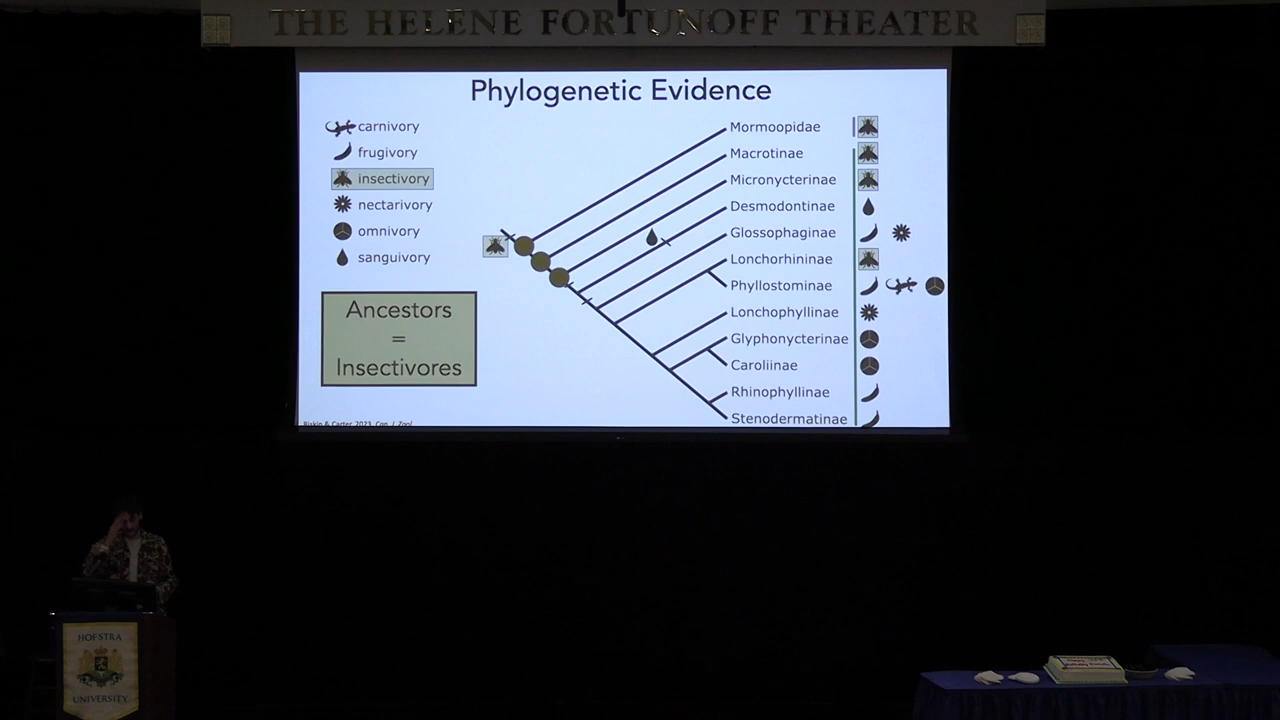 THE HELENE FORTUNOFF THEATER
Phylogenetic Evidence
carnivory
frugivory
insectivory
nectarivory
omnivory
sanguivory
Ancestors
=
Insectivores
Mormoopidae
Macrotinae
Micronycterinae
Desmodontinae
Glossophaginae
Lonchorhininae
Phyllostominae
Lonchophyllinae
Glyphonycterinae
Caroliinae
Rhinophyllinae
Stenodermatinae
Riskin & Carter, 2023, Can. J. Zool.
HOFSTRA
UNIVERSITY